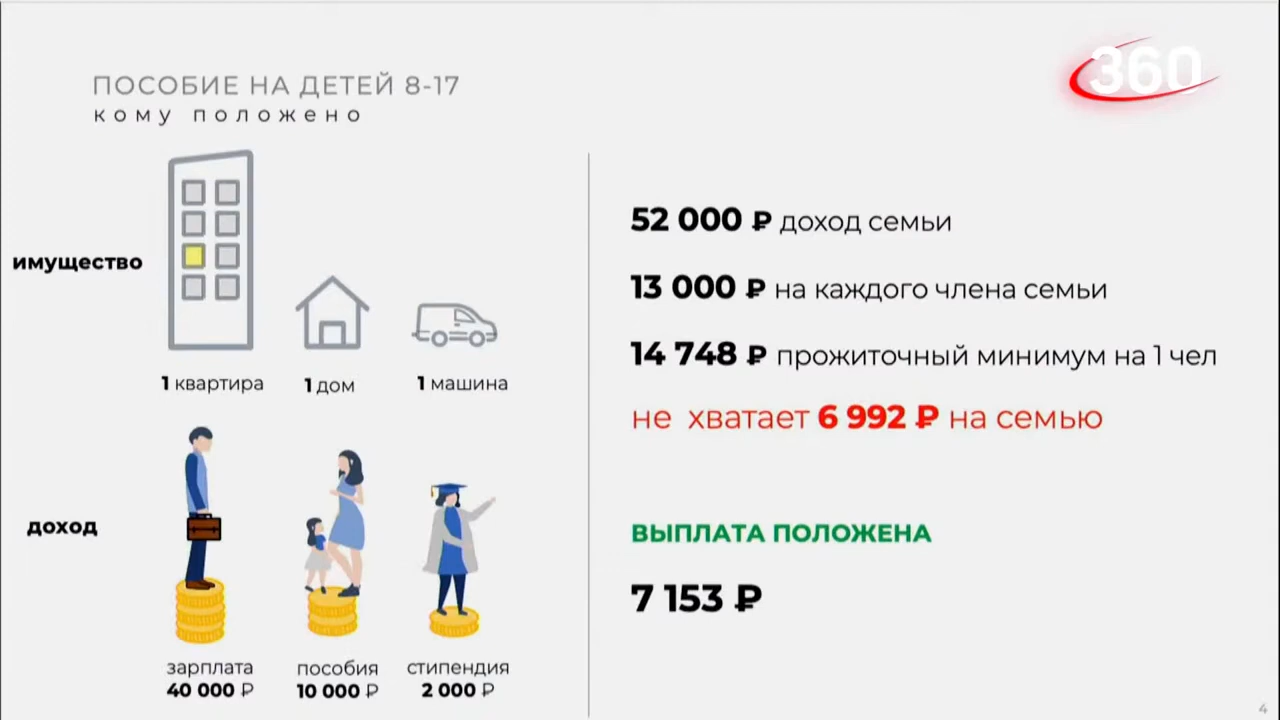 360
ПОСОБИЕ НА ДЕТЕЙ 8-17
кому положено
имущество
1 квартира
1 дом
1 машина
доход
зарплата
40 000 ₽
пособия
10 000 ₽
стипендия
2 000 ₽
52 000 ₽ доход семьи
13 000 ₽ на каждого члена семьи
14 748 ₽ прожиточный минимум на 1 чел
не хватает 6 992 ₽ на семью
ВЫПЛАТА ПОЛОЖЕНА
7 153 ₽
4